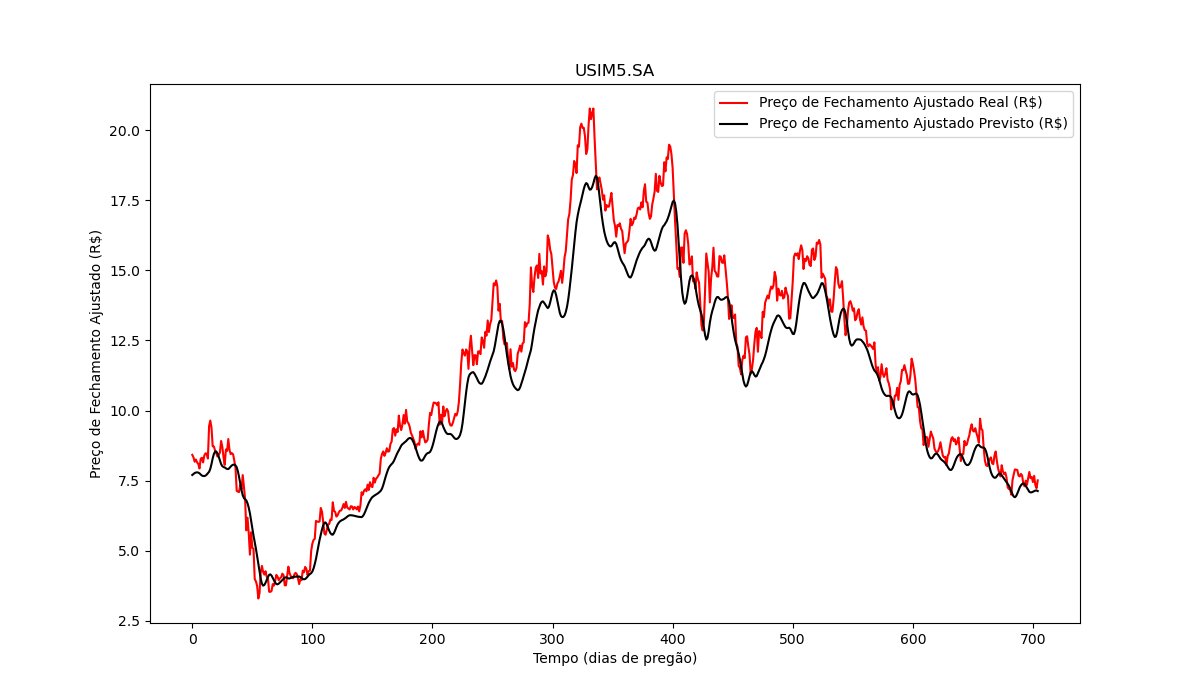 USIM5.SA
Preço de Fechamento Ajustado Real (R$)
Preço de Fechamento Ajustado Previsto (R$)
Preço de Fechamento Ajustado (R$)
20.0
17.5
15.0
12.5
10.0
7.5
5.0
2.5
0 100 200 300 400 500 600 700
Tempo (dias de pregão)